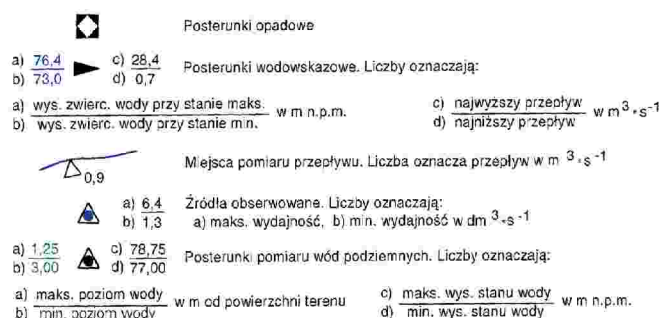 Posterunki opadowe
a) 76,4 c) 28,4
b) 73,0 d) 0,7
Posterunki wodowskazowe. Liczby oznaczają:
a) wys. zwierc. wody przy stanie maks. w m n.p.m. c) najwyższy przepływ w m³·s⁻¹
b) wys. zwierc. wody przy stanie min. d) najniższy przepływ
Miejsca pomiaru przepływu. Liczba oznacza przepływ w m ³·s ⁻¹
0,9
a) 6,4 Źródła obserwowane. Liczby oznaczają:
b) 1,3 a) maks. wydajność, b) min. wydajność w dm ³·s ⁻¹
a) 1,25 c) 78,75
b) 3,00 d) 77,00
Posterunki pomiaru wód podziemnych. Liczby oznaczają:
a) maks. poziom wody w m od powierzchni terenu c) maks. wys. stanu wody w m n.p.m.
b) min. poziom wody d) min. wys. stanu wody